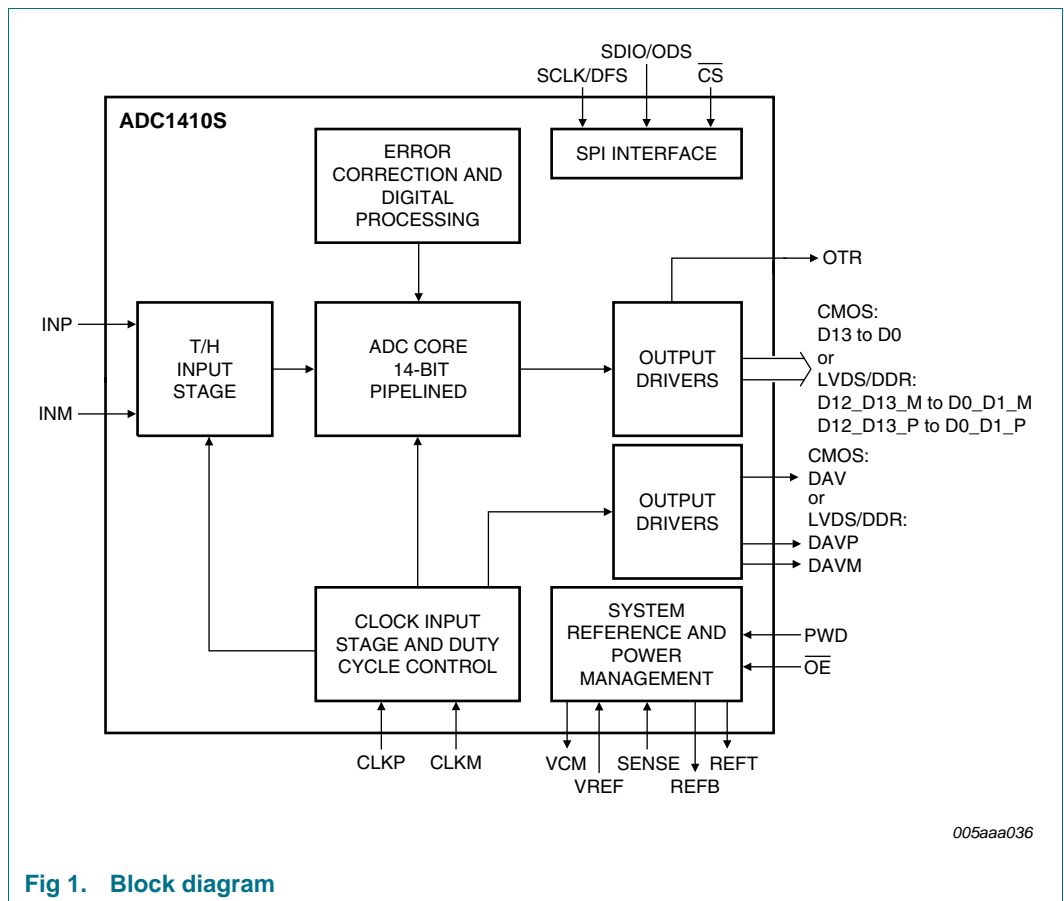 SDIO/ODS
SCLK/DFS
CS
ADC1410S
ERROR
CORRECTION AND
DIGITAL
PROCESSING
SPI INTERFACE
OTR
INP
INM
T/H
INPUT
STAGE
ADC CORE
14-BIT
PIPELINED
OUTPUT
DRIVERS
CMOS:
D13 to D0
or
LVDS/DDR:
D12_D13_M to D0_D1_M
D12_D13_P to D0_D1_P
OUTPUT
DRIVERS
CMOS:
DAV
or
LVDS/DDR:
DAVP
DAVM
CLOCK INPUT
STAGE AND DUTY
CYCLE CONTROL
SYSTEM
REFERENCE AND
POWER
MANAGEMENT
PWD
OE
CLKP
CLKM
VCM
SENSE
REFT
VREF
REFB
005aaa036
Fig 1. Block diagram